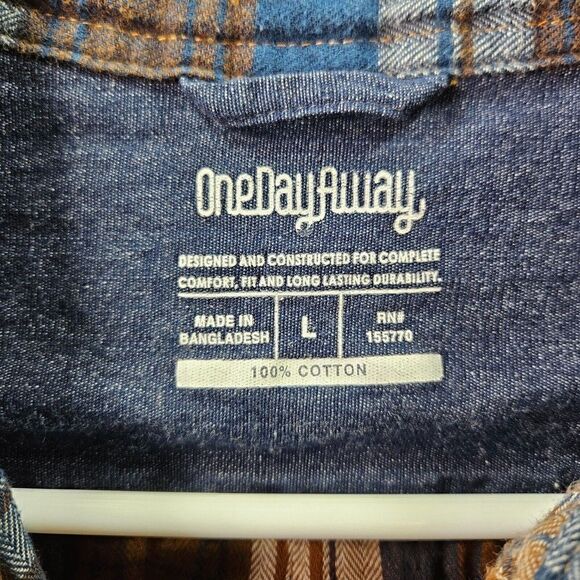 OneDayAway
DESIGNED AND CONSTRUCTED FOR COMPLETE
COMFORT, FIT AND LONG LASTING DURABILITY.
MADE IN
BANGLADESH
L
RN#
155770
100% COTTON